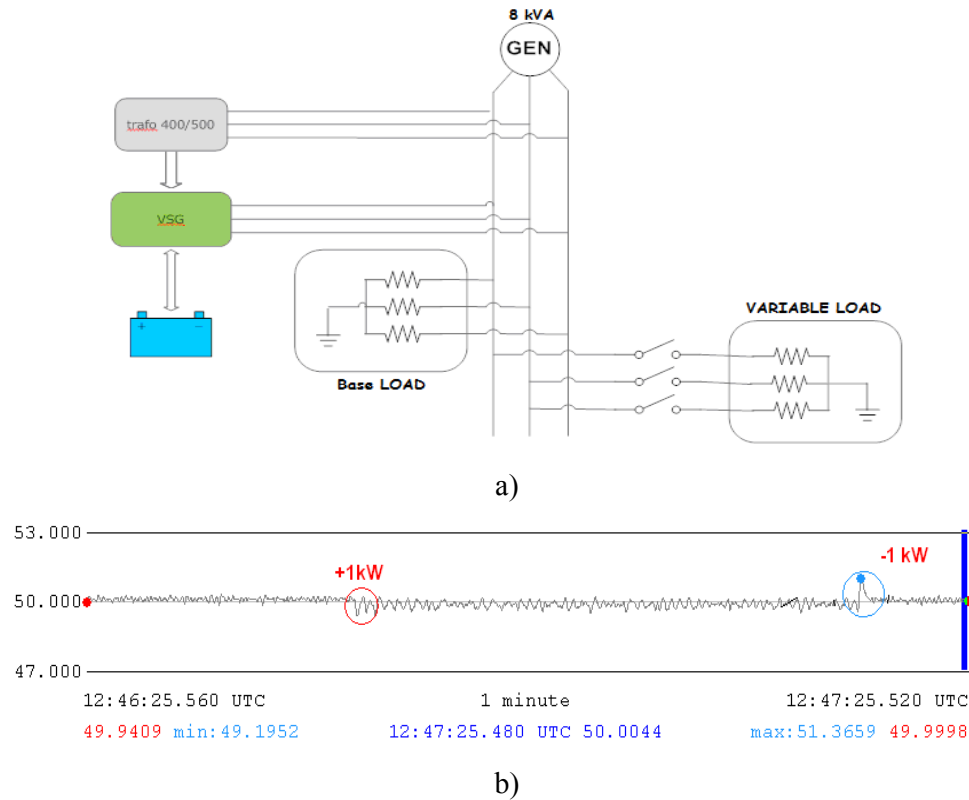 8 kVA
GEN
trafo 400/500
VSG
+ −
Base LOAD
VARIABLE LOAD
a)
53.000
+1kW
-1 kW
50.000
47.000
12:46:25.560 UTC 1 minute 12:47:25.520 UTC
49.9409 min:49.1952 12:47:25.480 UTC 50.0044 max:51.3659 49.9998
b)